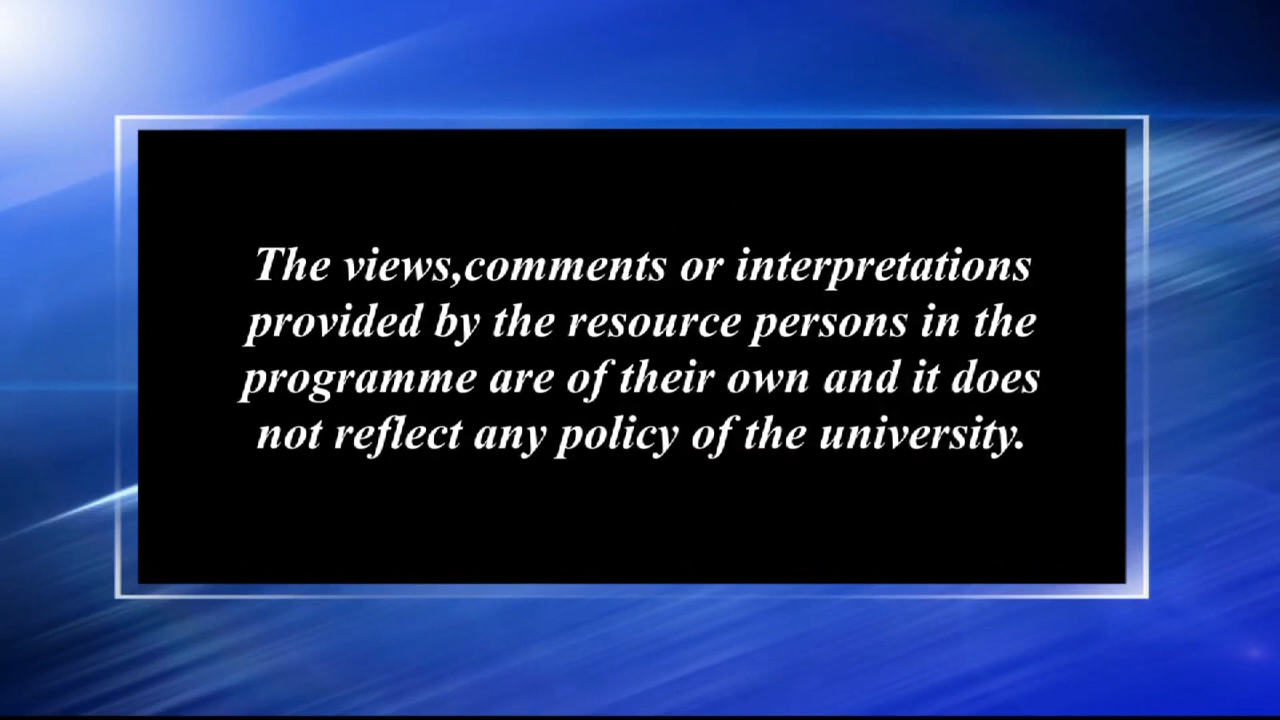 The views,comments or interpretations
provided by the resource persons in the
programme are of their own and it does
not reflect any policy of the university.